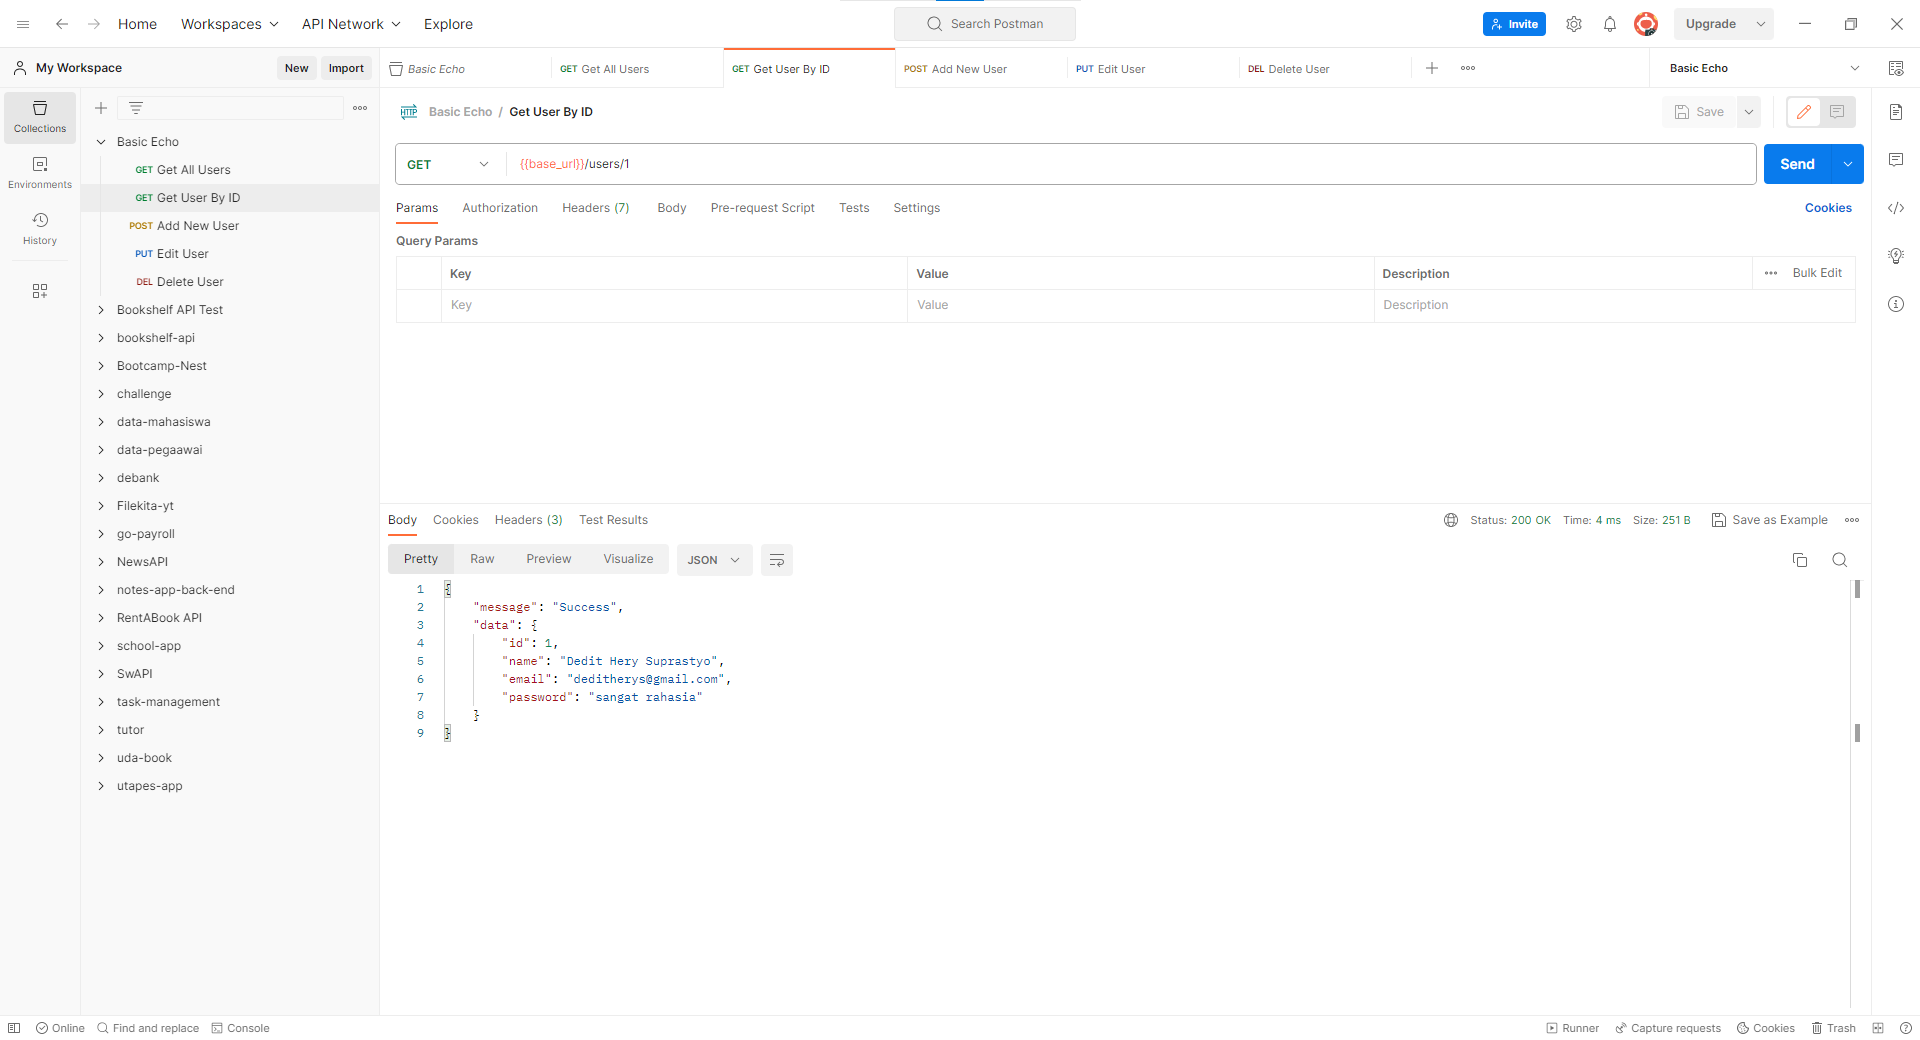 Home Workspaces API Network Explore Search Postman Invite Upgrade
My Workspace New Import
Basic Echo GET Get All Users GET Get User By ID POST Add New User PUT Edit User DEL Delete User Basic Echo
Collections
Environments
History
Basic Echo
GET Get All Users
GET Get User By ID
POST Add New User
PUT Edit User
DEL Delete User
Bookshelf API Test
bookshelf-api
Bootcamp-Nest
challenge
data-mahasiswa
data-pegaawai
debank
Filekita-yt
go-payroll
NewsAPI
notes-app-back-end
RentABook API
school-app
SwAPI
task-management
tutor
uda-book
utapes-app
HTTP Basic Echo / Get User By ID Save
GET {{base_url}}/users/1 Send
Params Authorization Headers (7) Body Pre-request Script Tests Settings Cookies
Query Params
Key Value Description Bulk Edit
Key Value Description
Body Cookies Headers (3) Test Results Status: 200 OK Time: 4 ms Size: 251 B Save as Example
Pretty Raw Preview Visualize JSON
1 {
2 "message": "Success",
3 "data": {
4 "id": 1,
5 "name": "Dedit Hery Suprastyo",
6 "email": "deditherys@gmail.com",
7 "password": "sangat rahasia"
8 }
9 }
Online Find and replace Console Runner Capture requests Cookies Trash